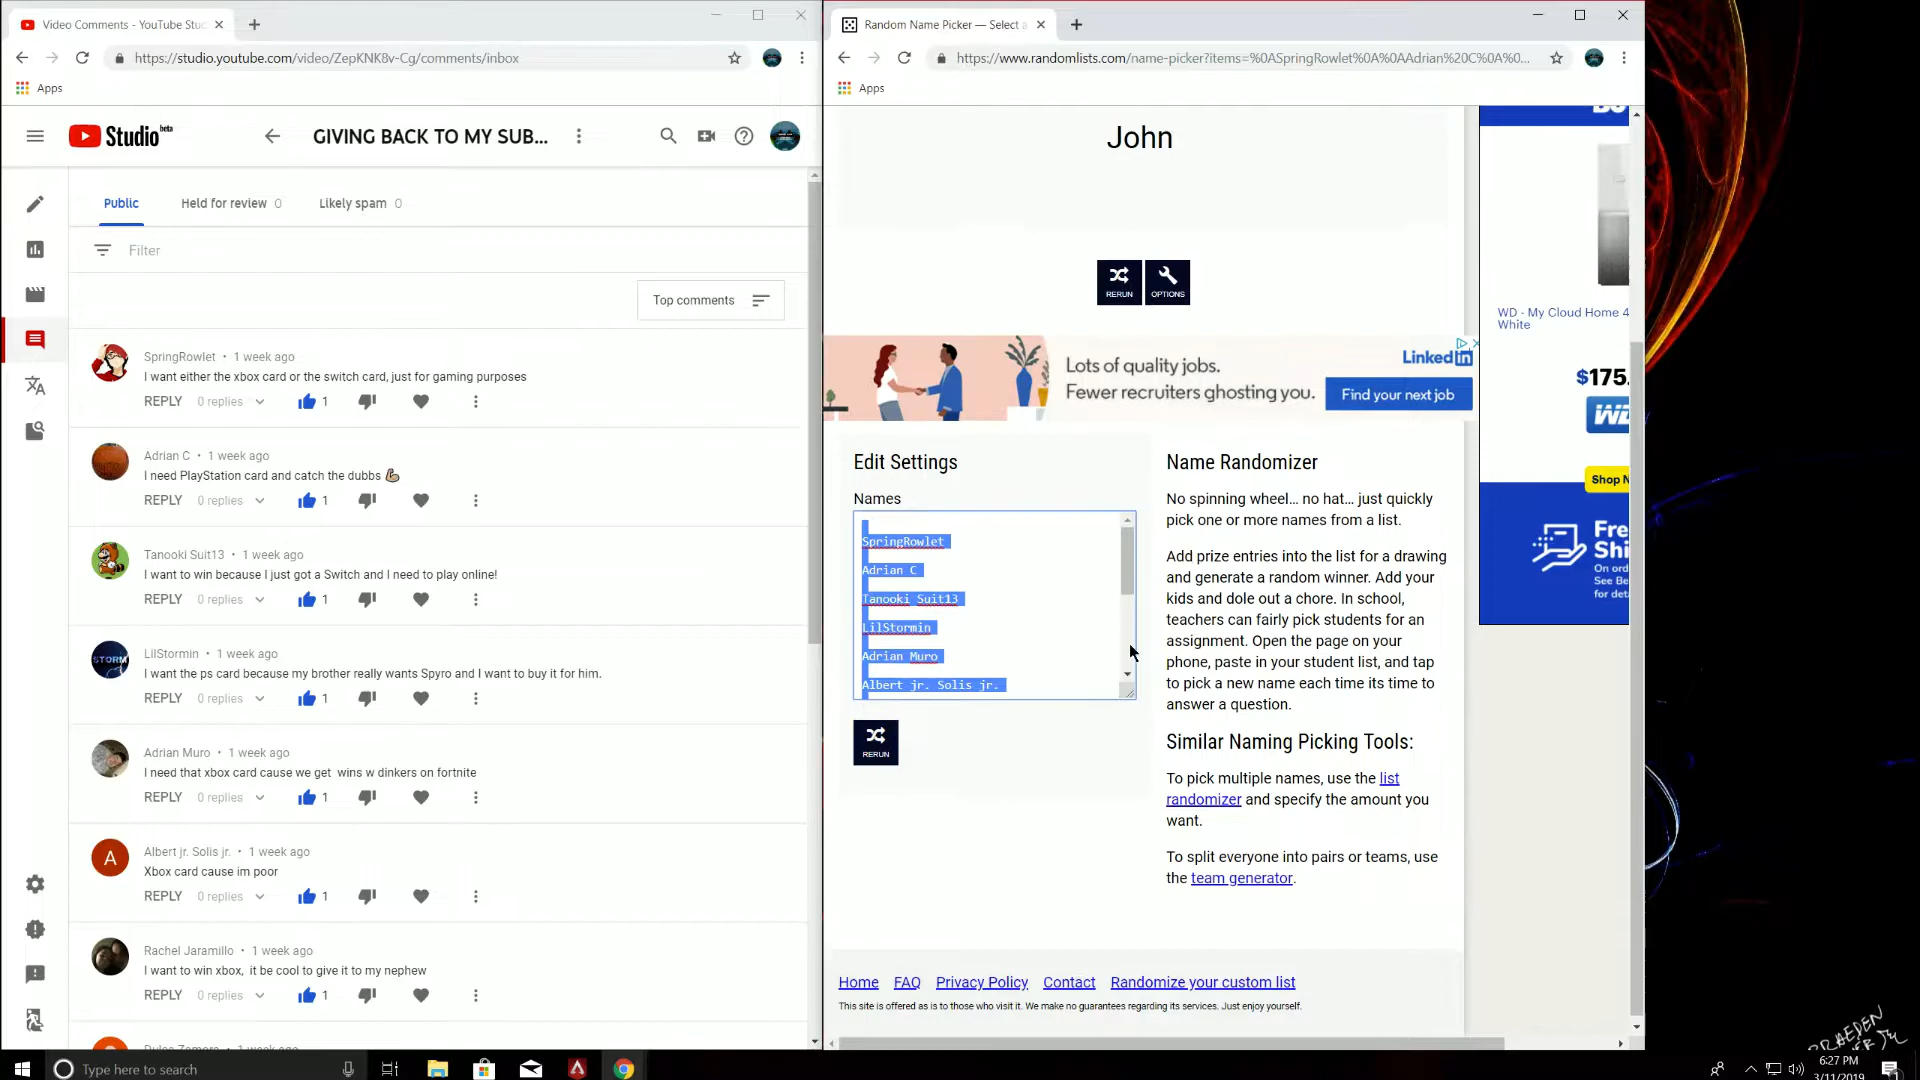 Video Comments - YouTube Stu
https://studio.youtube.com/video/ZepKNK8v-Cg/comments/inbox
Apps
Studio beta
GIVING BACK TO MY SUB...
Public
Held for review 0
Likely spam 0
Filter
Top comments
SpringRowlet • 1 week ago
I want either the xbox card or the switch card, just for gaming purposes
REPLY 0 replies 1
Adrian C • 1 week ago
I need PlayStation card and catch the dubbs 💪
REPLY 0 replies 1
Tanooki Suit13 • 1 week ago
I want to win because I just got a Switch and I need to play online!
REPLY 0 replies 1
STORM
LilStormin • 1 week ago
I want the ps card because my brother really wants Spyro and I want to buy it for him.
REPLY 0 replies 1
Adrian Muro • 1 week ago
I need that xbox card cause we get wins w dinkers on fortnite
REPLY 0 replies 1
A
Albert jr. Solis jr. • 1 week ago
Xbox card cause im poor
REPLY 0 replies 1
Rachel Jaramillo • 1 week ago
I want to win xbox, it be cool to give it to my nephew
REPLY 0 replies 1
Random Name Picker — Select a
https://www.randomlists.com/name-picker?items=%0ASpringRowlet%0A%0AAdrian%20C%0A%0...
Apps
John
RERUN
OPTIONS
Lots of quality jobs.
Fewer recruiters ghosting you.
Linked in
Find your next job
Edit Settings
Names
SpringRowlet
Adrian C
Tanooki Suit13
LilStormin
Adrian Muro
Albert jr. Solis jr.
RERUN
Name Randomizer
No spinning wheel... no hat... just quickly
pick one or more names from a list.
Add prize entries into the list for a drawing
and generate a random winner. Add your
kids and dole out a chore. In school,
teachers can fairly pick students for an
assignment. Open the page on your
phone, paste in your student list, and tap
to pick a new name each time its time to
answer a question.
Similar Naming Picking Tools:
To pick multiple names, use the list
randomizer and specify the amount you
want.
To split everyone into pairs or teams, use
the team generator.
Home FAQ Privacy Policy Contact Randomize your custom list
This site is offered as is to those who visit it. We make no guarantees regarding its services. Just enjoy yourself.
WD - My Cloud Home 4
White
$175.
WD
Shop N
Fre
Shi
On ord
See Be
for det
Type here to search
6:27 PM
3/11/2019